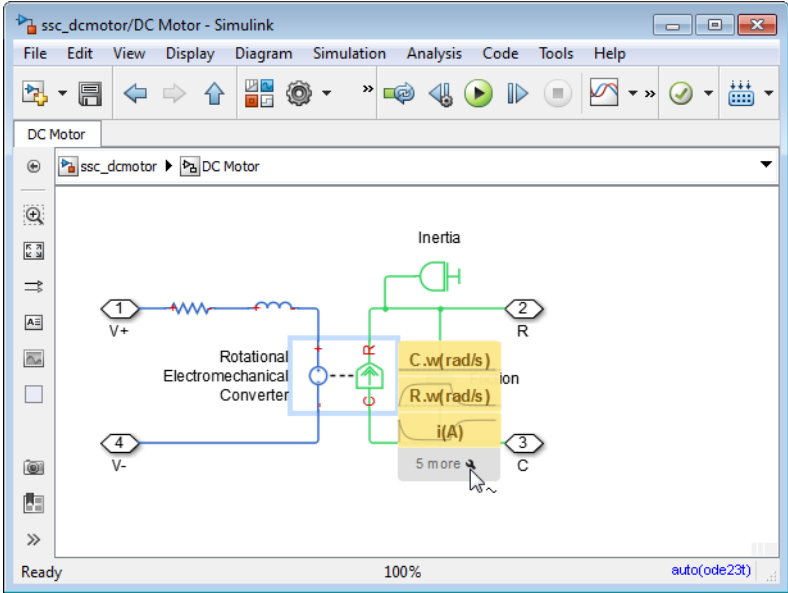 ssc_dcmotor/DC Motor - Simulink
File Edit View Display Diagram Simulation Analysis Code Tools Help
DC Motor
ssc_dcmotor DC Motor
Inertia
1
V+
2
R
Rotational
Electromechanical
Converter
+
-
R
C
C.w(rad/s)
R.w(rad/s)
i(A)
5 more
4
V-
3
C
Ready 100% auto(ode23t)